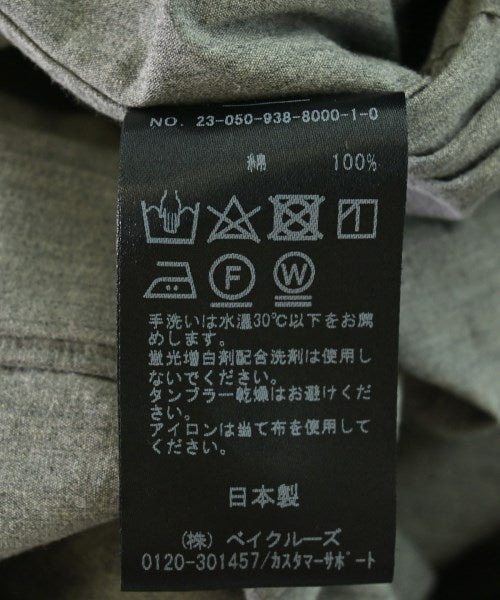 NO. 23-050-938-8000-1-0
綿 100%
F W
手洗いは水温30℃以下をお薦
めします。
蛍光増白剤配合洗剤は使用し
ないでください。
タンブラー乾燥はお避けくだ
さい。
アイロンは当て布を使用して
ください。
日本製
(株) ベイクルーズ
0120-301457/カスタマーサポート